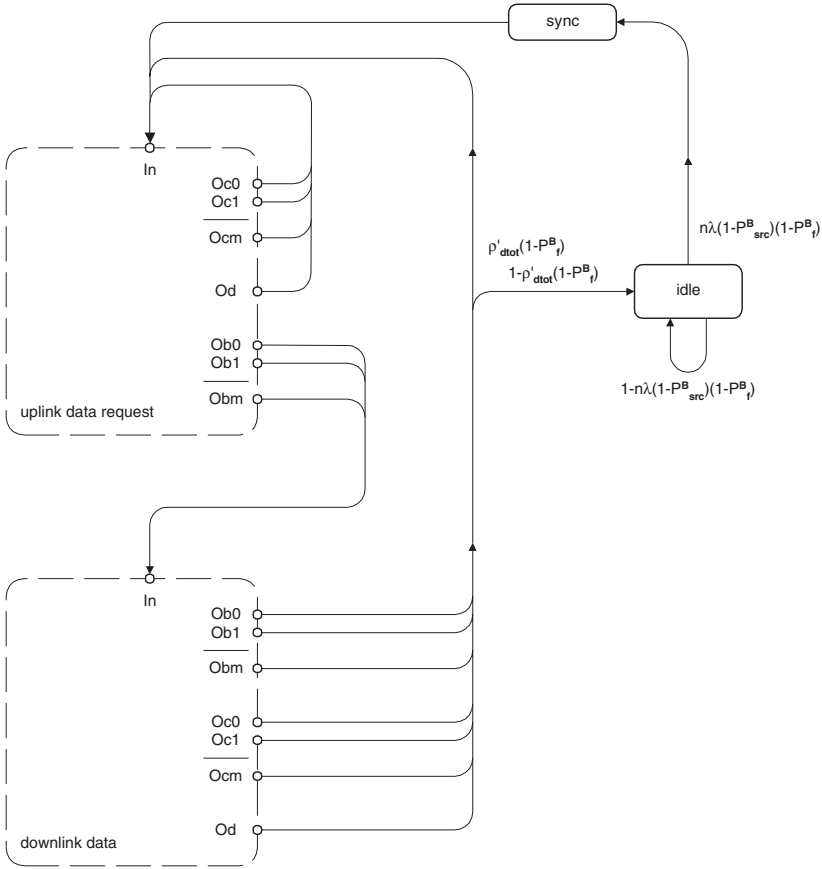 sync
In
Oc0
Oc1
Ocm
Od
Ob0
Ob1
Obm
uplink data request
ρ'dtot(1-PBf)
1-ρ'dtot(1-PBf)
nλ(1-PBsrc)(1-PBf)
idle
1-nλ(1-PBsrc)(1-PBf)
In
Ob0
Ob1
Obm
Oc0
Oc1
Ocm
Od
downlink data